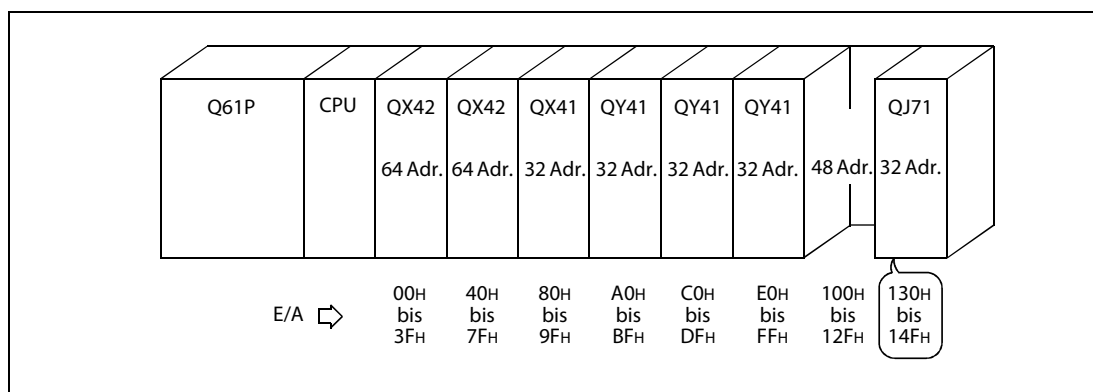 Q61P CPU QX42 QX42 QX41 QY41 QY41 QY41 QJ71
64 Adr. 64 Adr. 32 Adr. 32 Adr. 32 Adr. 32 Adr. 48 Adr. 32 Adr.
00H 40H 80H A0H C0H E0H 100H 130H
E/A bis bis bis bis bis bis bis bis
3FH 7FH 9FH BFH DFH FFH 12FH 14FH